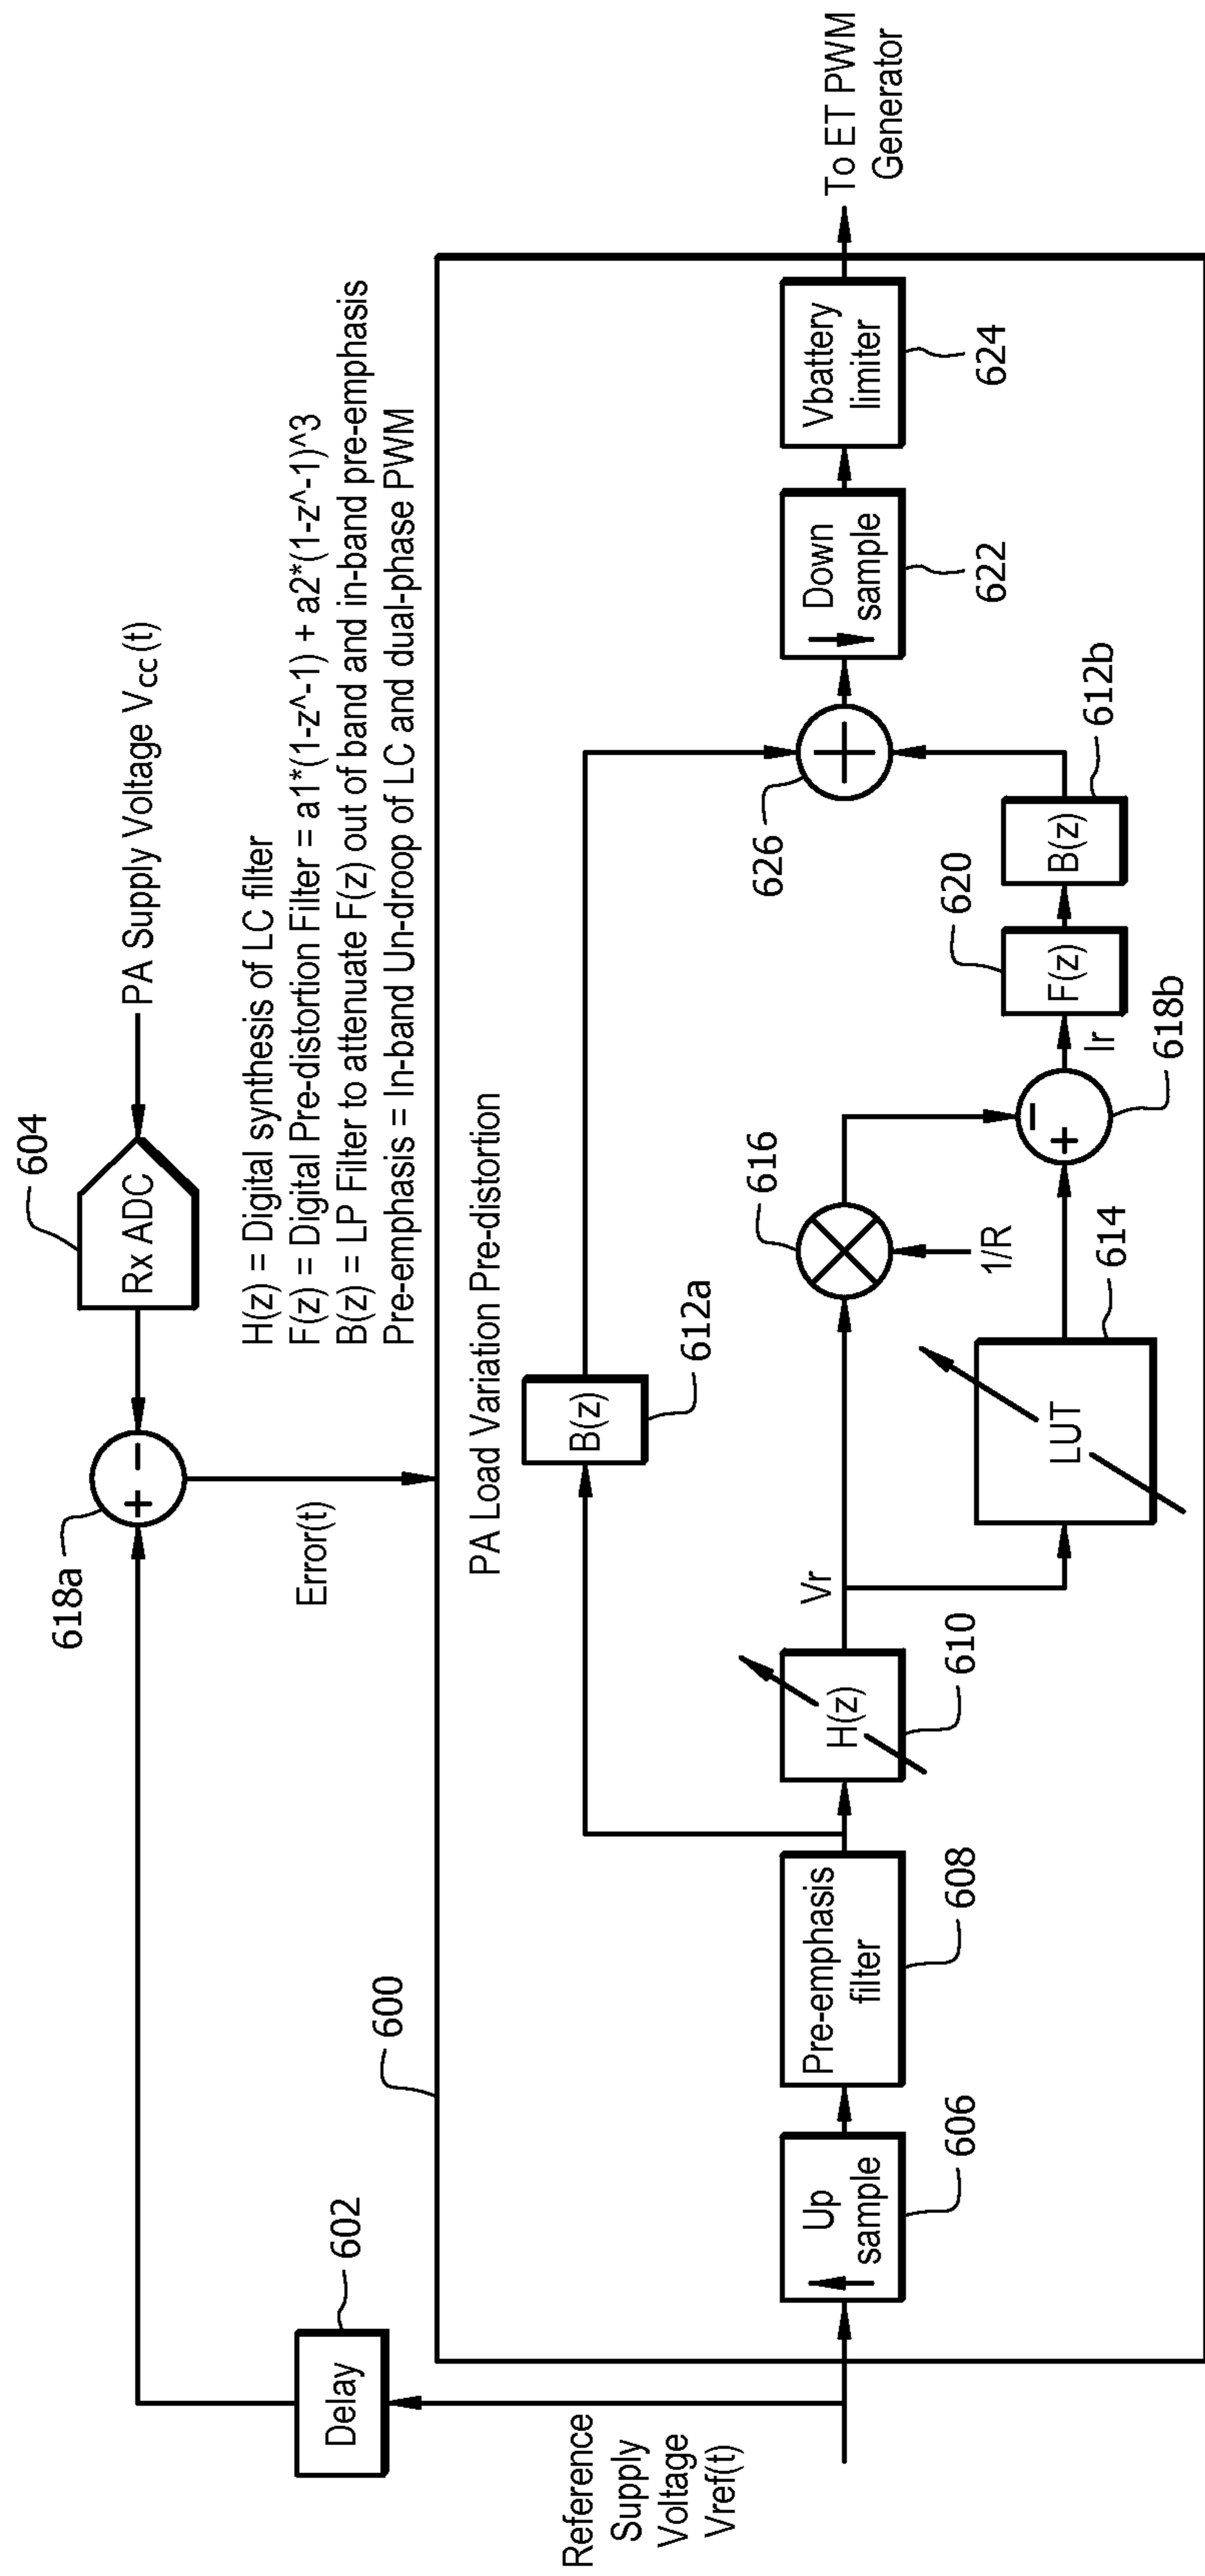 604
PA Supply Voltage Vcc(t)
Rx ADC
618a
+
−
Error(t)
602
Delay
H(z) = Digital synthesis of LC filter
F(z) = Digital Pre-distortion Filter = a1*(1-z^-1) + a2*(1-z^-1)^3
B(z) = LP Filter to attenuate F(z) out of band and in-band pre-emphasis
Pre-emphasis = In-band Un-droop of LC and dual-phase PWM
600
PA Load Variation Pre-distortion
Reference
Supply
Voltage
Vref(t)
Up
sample
606
Pre-emphasis
filter
608
H(z)
610
Vr
B(z)
612a
616
1/R
LUT
614
−
+
618b
Ir
F(z)
620
B(z)
612b
+
626
Down
sample
622
Vbattery
limiter
624
To ET PWM
Generator